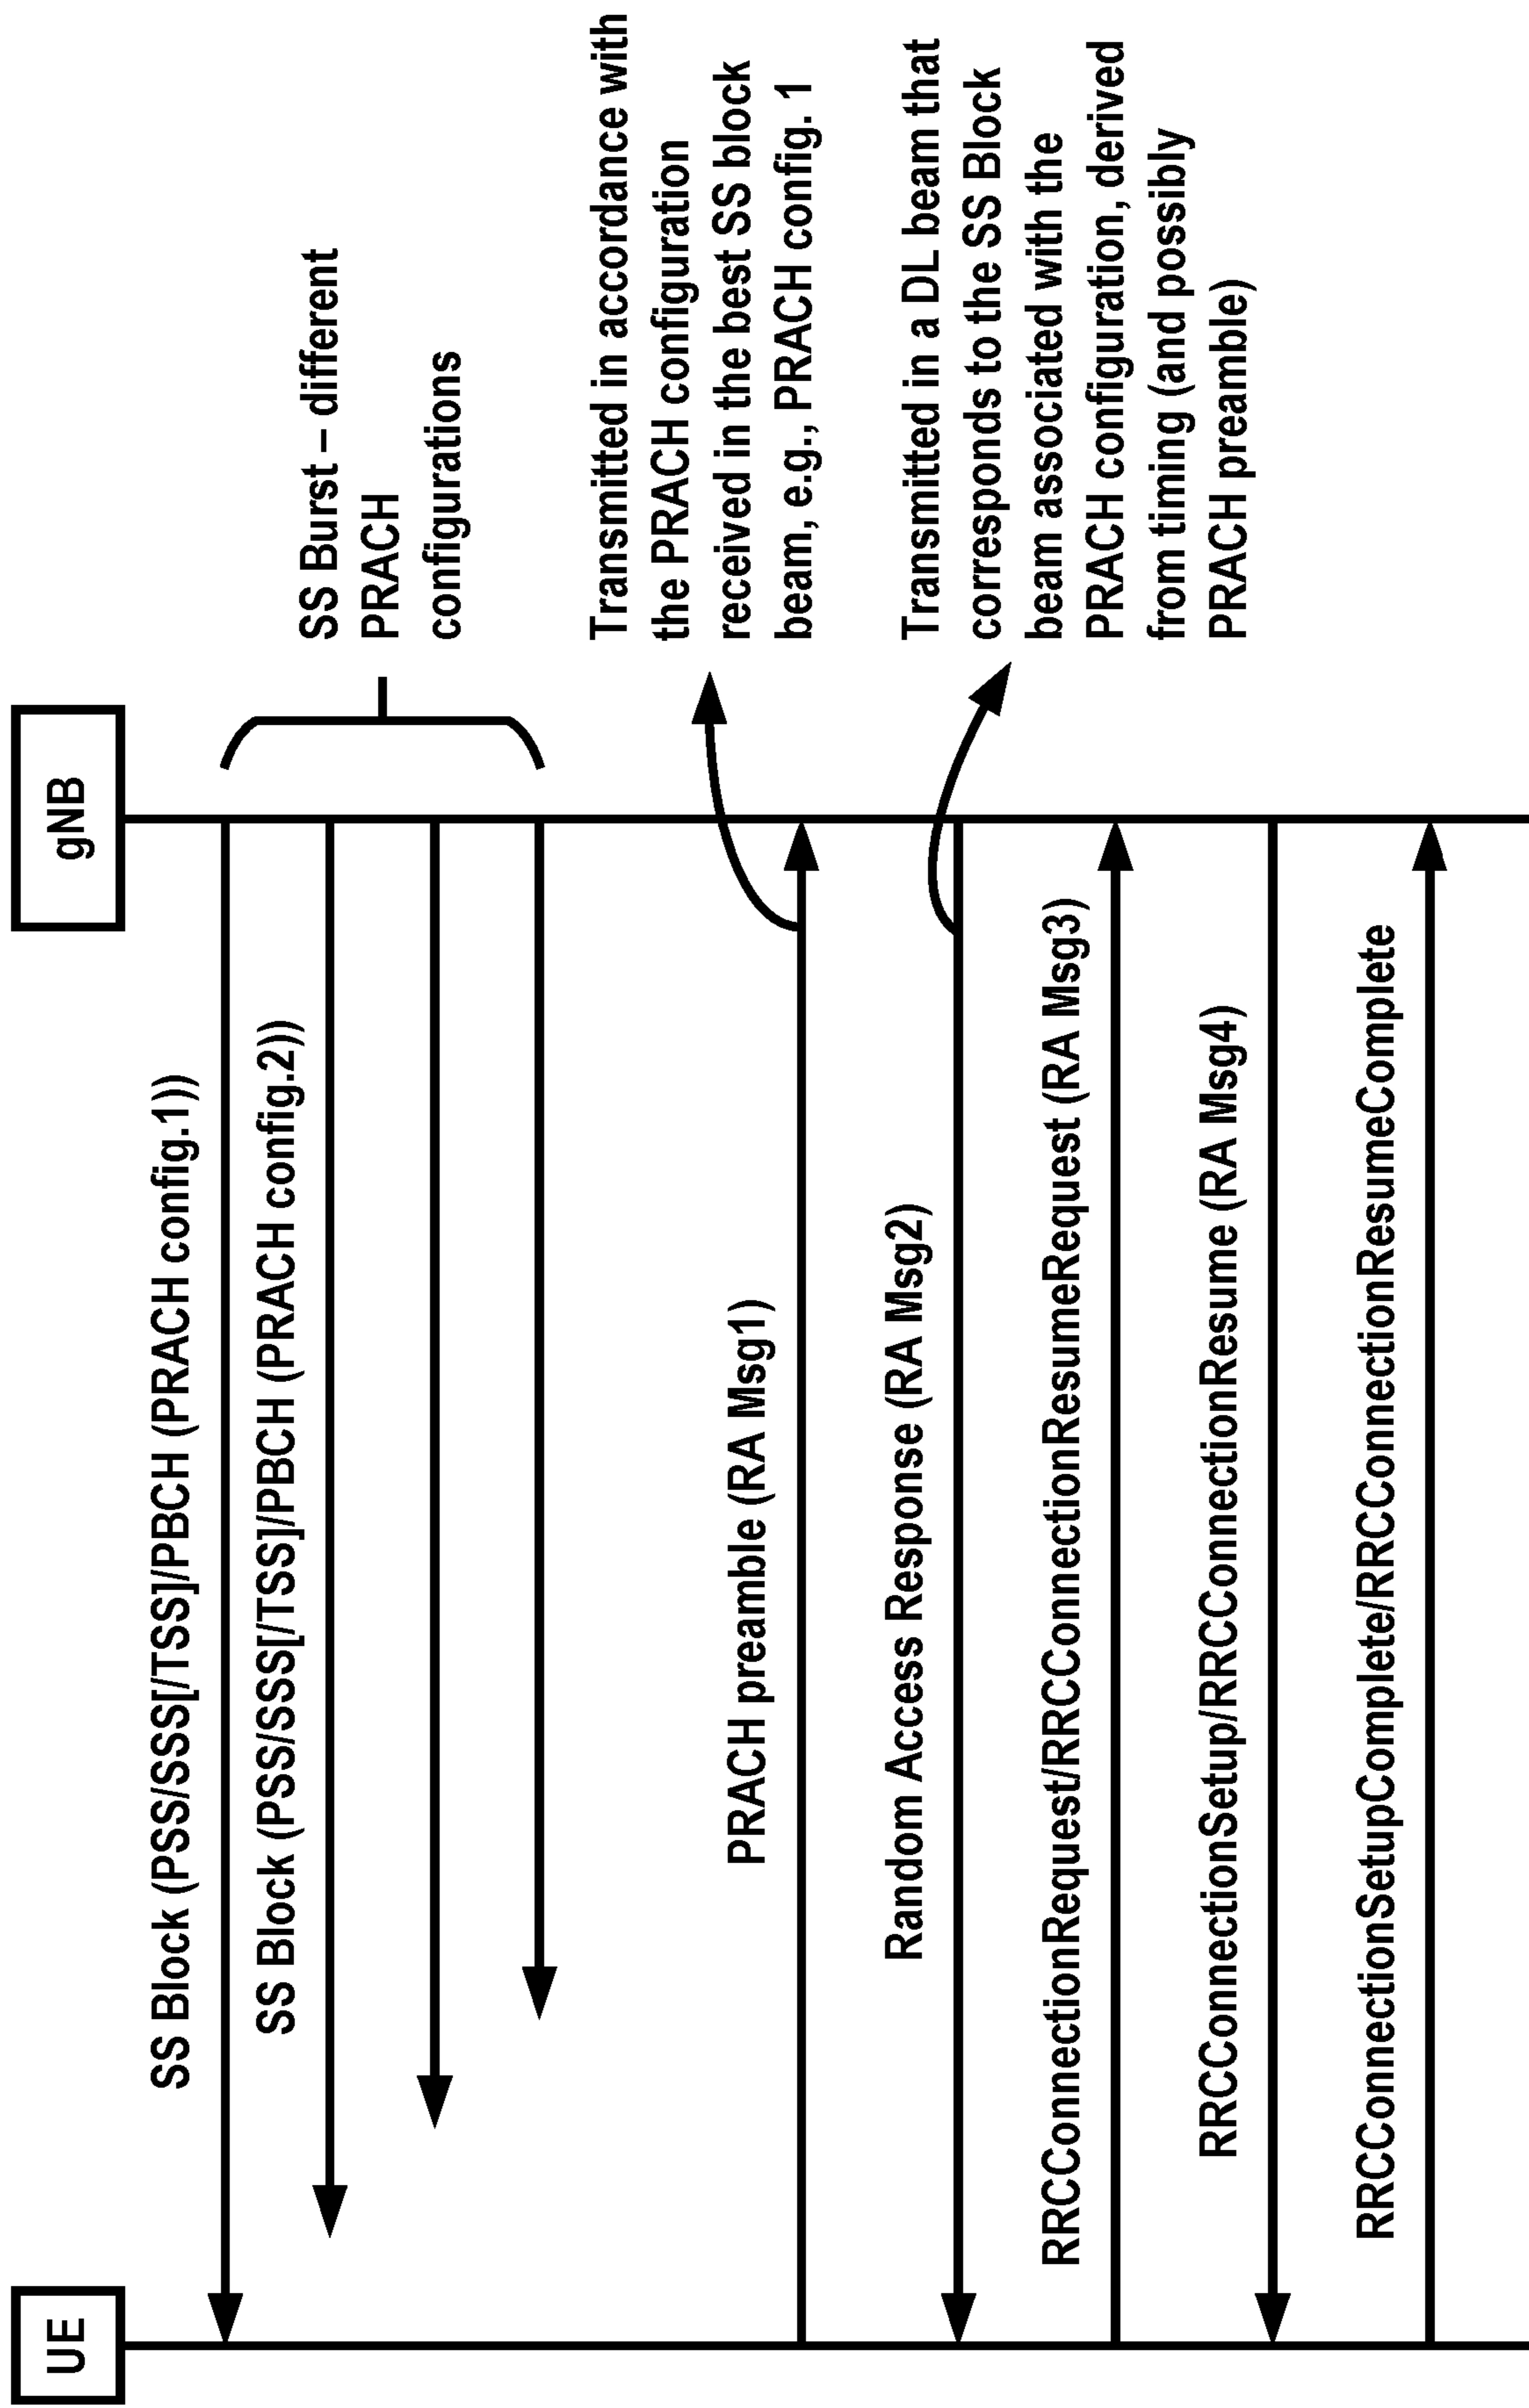 UE
gNB
SS Block (PSS/SSS[/TSS]/PBCH (PRACH config.1))
SS Block (PSS/SSS[/TSS]/PBCH (PRACH config.2))
SS Burst – different
PRACH
configurations
PRACH preamble (RA Msg1)
Transmitted in accordance with
the PRACH configuration
received in the best SS block
beam, e.g., PRACH config. 1
Random Access Response (RA Msg2)
Transmitted in a DL beam that
corresponds to the SS Block
beam associated with the
PRACH configuration, derived
from timing (and possibly
PRACH preamble)
RRCConnectionRequest/RRCConnectionResumeRequest (RA Msg3)
RRCConnectionSetup/RRCConnectionResume (RA Msg4)
RRCConnectionSetupComplete/RRCConnectionResumeComplete